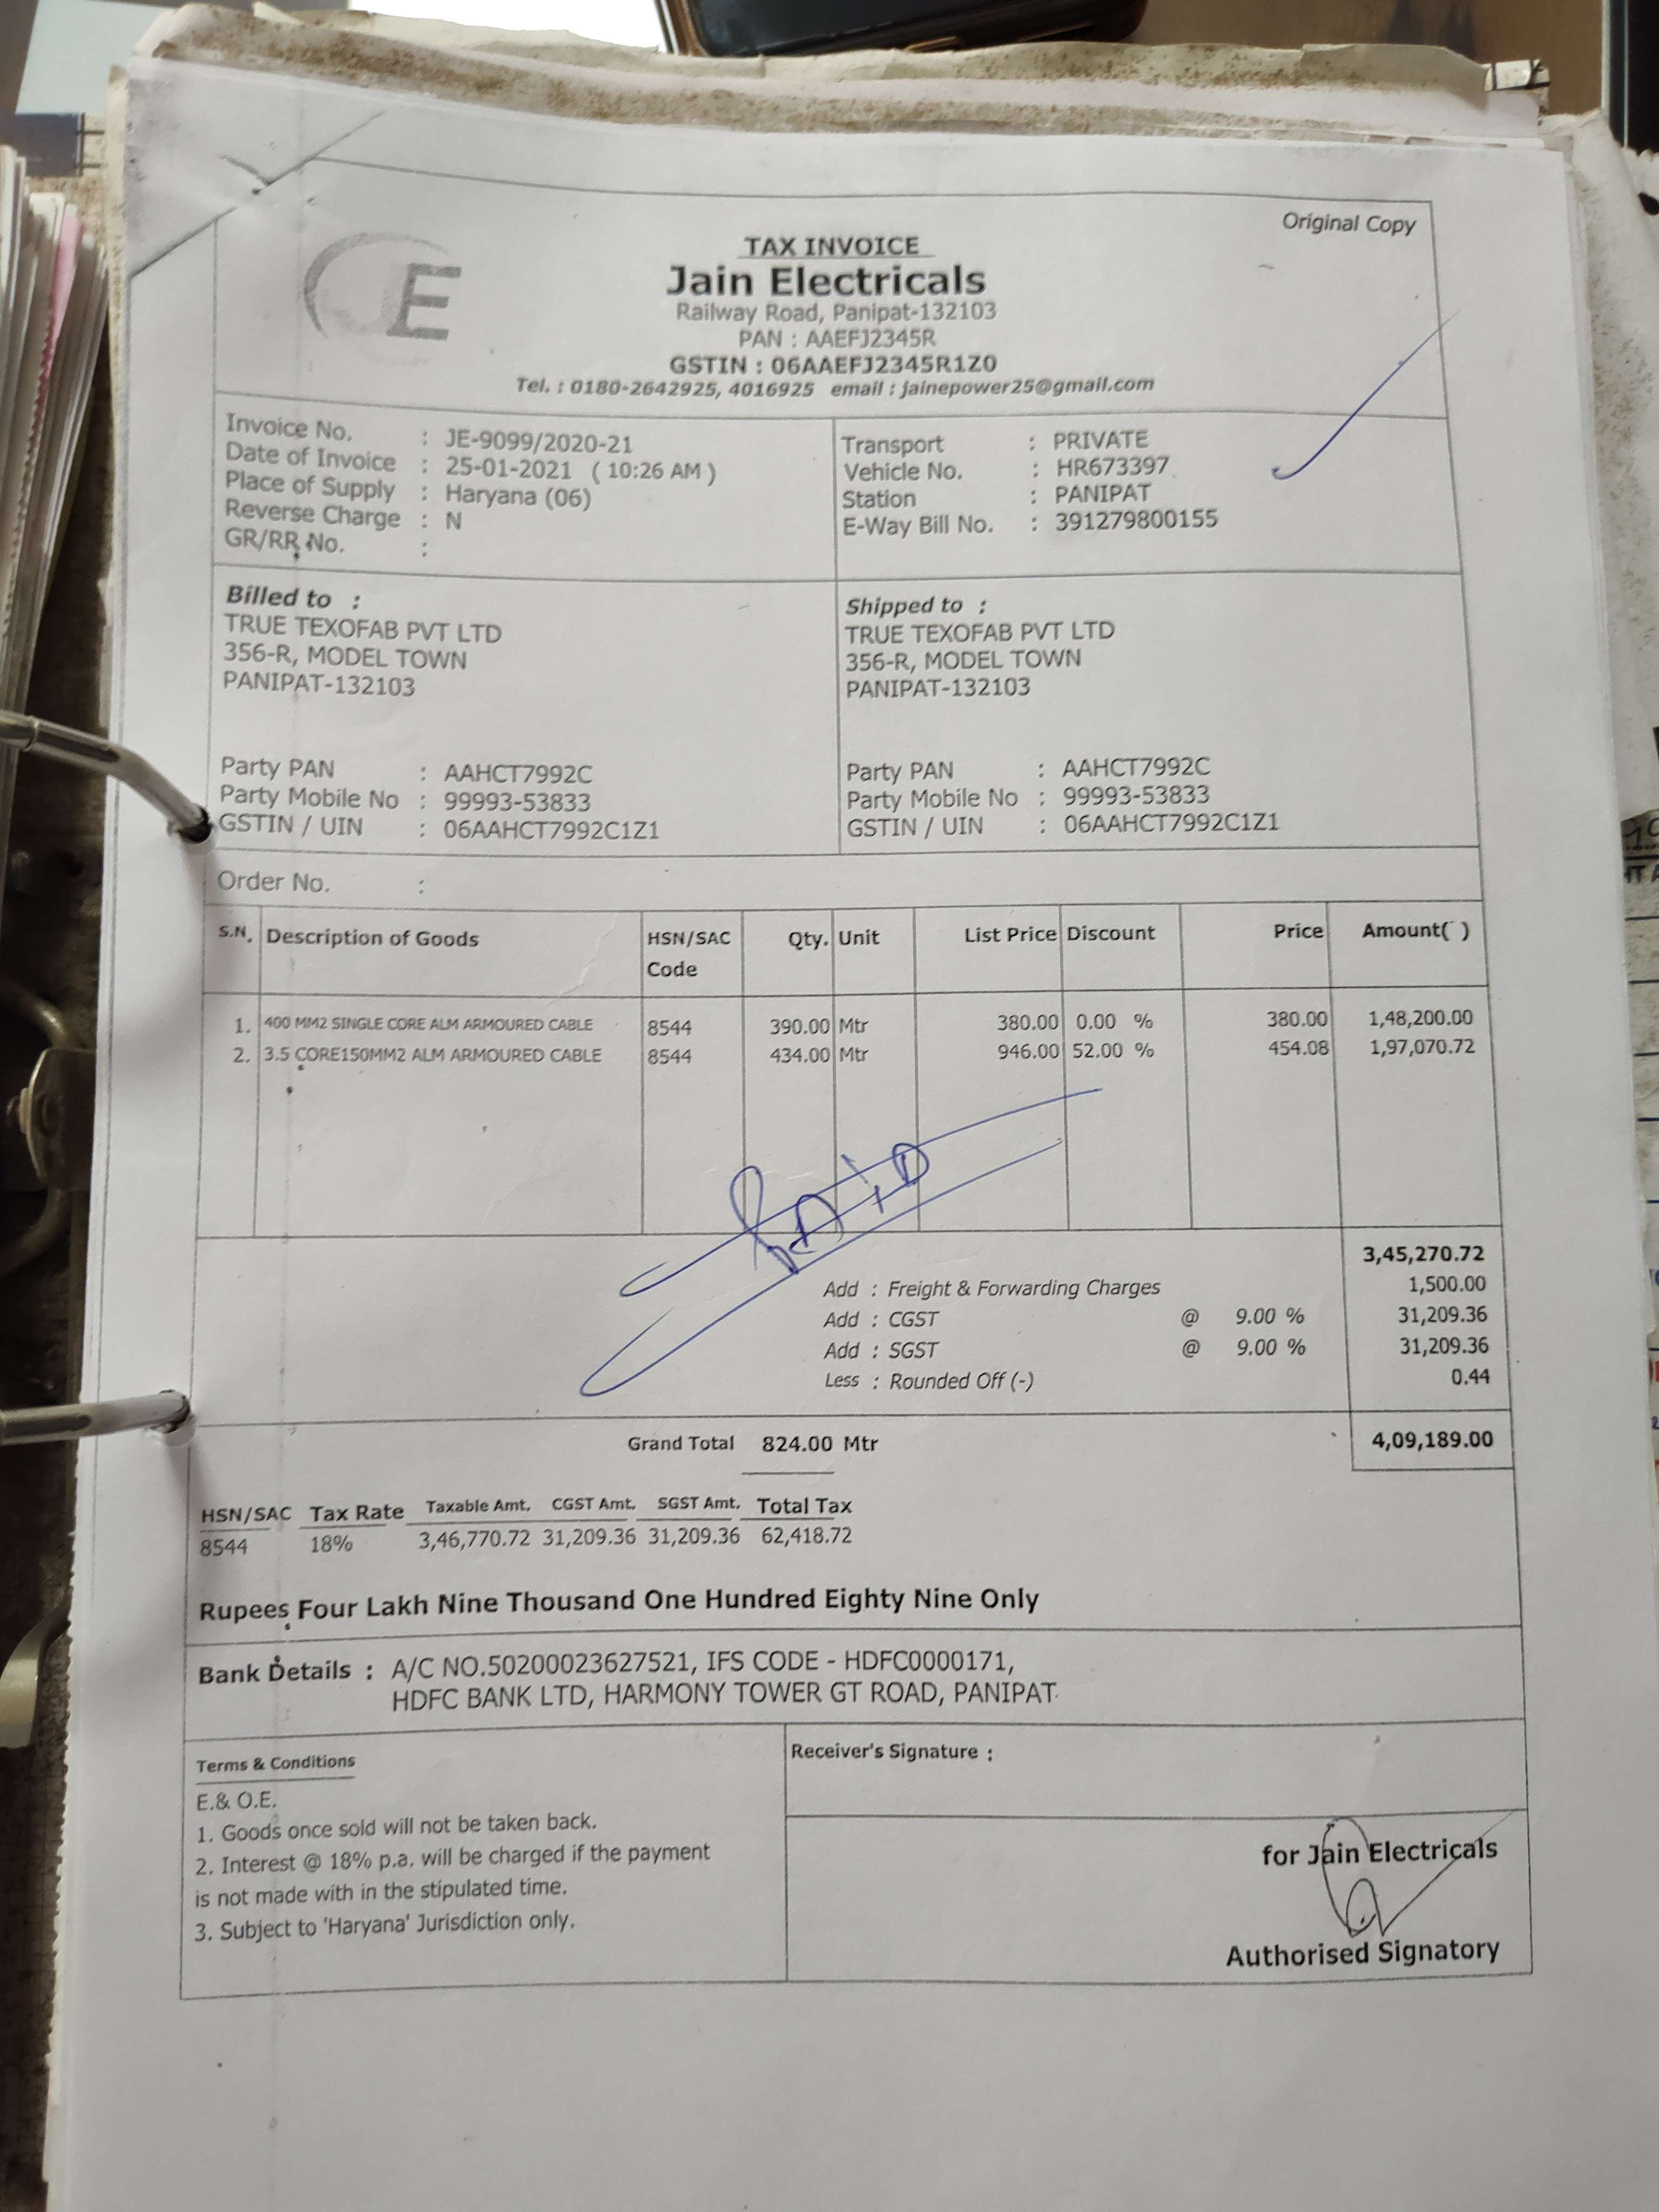 Original Copy
TAX INVOICE
E
Jain Electricals
Railway Road, Panipat-132103
PAN : AAEFJ2345R
GSTIN : 06AAEFJ2345R1Z0
Tel. : 0180-2642925, 4016925 email : jainepower25@gmail.com
Invoice No. : JE-9099/2020-21
Date of Invoice : 25-01-2021 ( 10:26 AM )
Place of Supply : Haryana (06)
Reverse Charge : N
GR/RR No. :
Transport : PRIVATE
Vehicle No. : HR673397
Station : PANIPAT
E-Way Bill No. : 391279800155
Billed to :
TRUE TEXOFAB PVT LTD
356-R, MODEL TOWN
PANIPAT-132103
Party PAN : AAHCT7992C
Party Mobile No : 99993-53833
GSTIN / UIN : 06AAHCT7992C1Z1
Shipped to :
TRUE TEXOFAB PVT LTD
356-R, MODEL TOWN
PANIPAT-132103
Party PAN : AAHCT7992C
Party Mobile No : 99993-53833
GSTIN / UIN : 06AAHCT7992C1Z1
Order No. :
S.N. Description of Goods HSN/SAC Code Qty. Unit List Price Discount Price Amount( )
1. 400 MM2 SINGLE CORE ALM ARMOURED CABLE 8544 390.00 Mtr 380.00 0.00 % 380.00 1,48,200.00
2. 3.5 CORE150MM2 ALM ARMOURED CABLE 8544 434.00 Mtr 946.00 52.00 % 454.08 1,97,070.72
3,45,270.72
Add : Freight & Forwarding Charges 1,500.00
Add : CGST @ 9.00 % 31,209.36
Add : SGST @ 9.00 % 31,209.36
Less : Rounded Off (-) 0.44
Grand Total 824.00 Mtr 4,09,189.00
HSN/SAC Tax Rate Taxable Amt. CGST Amt. SGST Amt. Total Tax
8544 18% 3,46,770.72 31,209.36 31,209.36 62,418.72
Rupees Four Lakh Nine Thousand One Hundred Eighty Nine Only
Bank Details : A/C NO.50200023627521, IFS CODE - HDFC0000171,
HDFC BANK LTD, HARMONY TOWER GT ROAD, PANIPAT
Terms & Conditions
E.& O.E.
1. Goods once sold will not be taken back.
2. Interest @ 18% p.a. will be charged if the payment
is not made with in the stipulated time.
3. Subject to 'Haryana' Jurisdiction only.
Receiver's Signature :
for Jain Electricals
Authorised Signatory